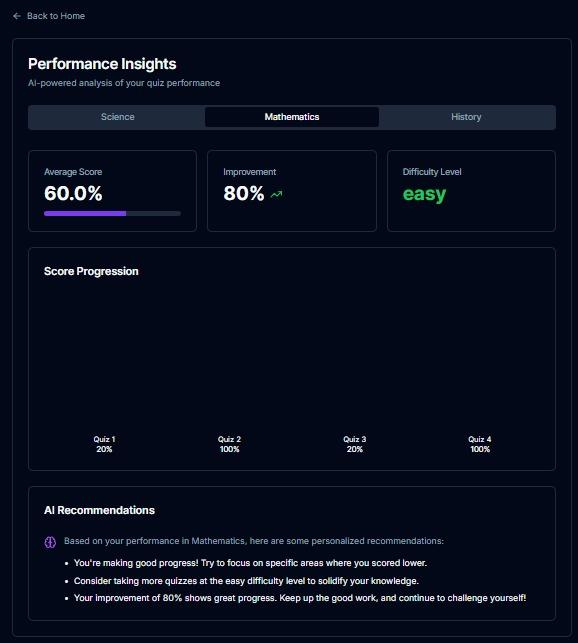 Back to Home
Performance Insights
AI-powered analysis of your quiz performance
Science Mathematics History
Average Score Improvement Difficulty Level
60.0% 80% easy
Score Progression
Quiz 1 Quiz 2 Quiz 3 Quiz 4
20% 100% 20% 100%
AI Recommendations
Based on your performance in Mathematics, here are some personalized recommendations:
• You're making good progress! Try to focus on specific areas where you scored lower.
• Consider taking more quizzes at the easy difficulty level to solidify your knowledge.
• Your improvement of 80% shows great progress. Keep up the good work, and continue to challenge yourself!